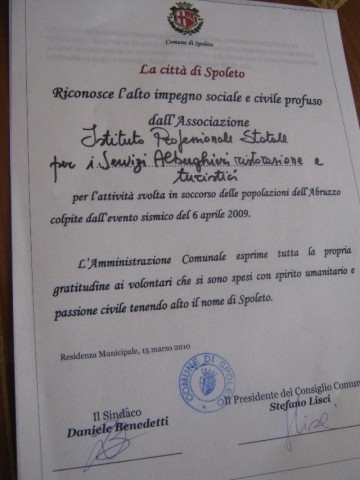 Comune di Spoleto
La città di Spoleto
Riconosce l'alto impegno sociale e civile profuso
dall'Associazione
Istituto Professionale Statale
per i Servizi Alberghieri, ristorazione e
turistici
per l'attività svolta in soccorso delle popolazioni dell'Abruzzo
colpite dall'evento sismico del 6 aprile 2009.
L'Amministrazione Comunale esprime tutta la propria
gratitudine ai volontari che si sono spesi con spirito umanitario e
passione civile tenendo alto il nome di Spoleto.
Residenza Municipale, 15 marzo 2010
COMUNE DI SPOLETO
Il Sindaco
Daniele Benedetti
Il Presidente del Consiglio Comu
Stefano Lisci